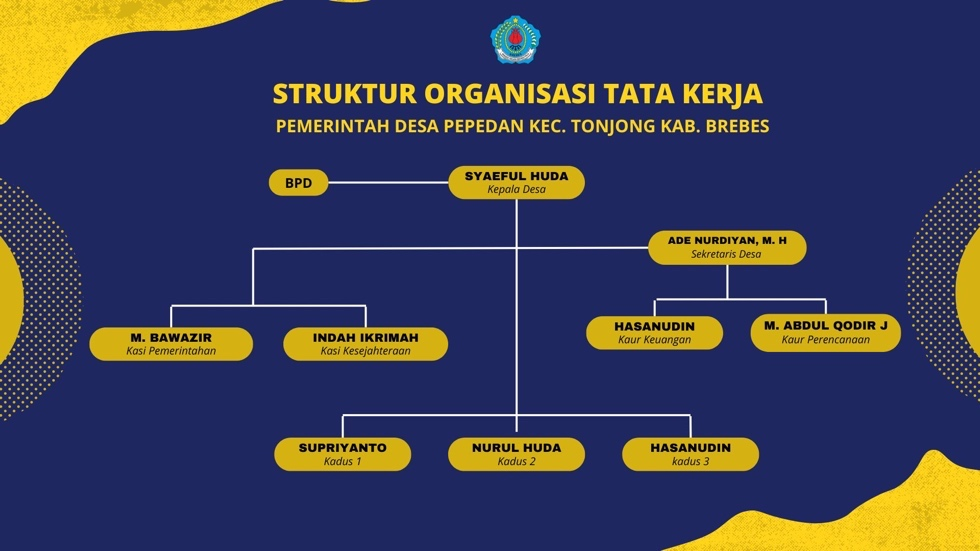 STRUKTUR ORGANISASI TATA KERJA
PEMERINTAH DESA PEPEDAN KEC. TONJONG KAB. BREBES
BPD
SYAEFUL HUDA
Kepala Desa
ADE NURDIYAN, M. H
Sekretaris Desa
M. BAWAZIR
Kasi Pemerintahan
INDAH IKRIMAH
Kasi Kesejahteraan
HASANUDIN
Kaur Keuangan
M. ABDUL QODIR J
Kaur Perencanaan
SUPRIYANTO
Kadus 1
NURUL HUDA
Kadus 2
HASANUDIN
kadus 3